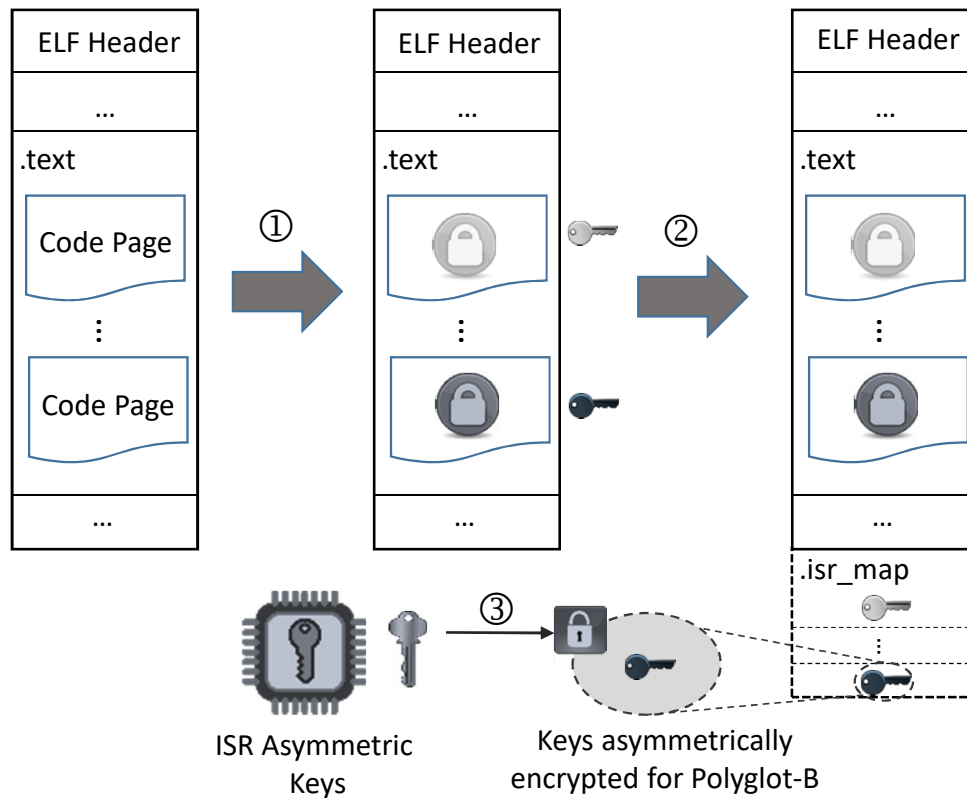 ELF Header
...
.text
Code Page
⋮
Code Page
...
①
ELF Header
...
.text
⋮
...
②
ELF Header
...
.text
⋮
...
.isr_map
⋮
③
ISR Asymmetric
Keys
Keys asymmetrically
encrypted for Polyglot-B